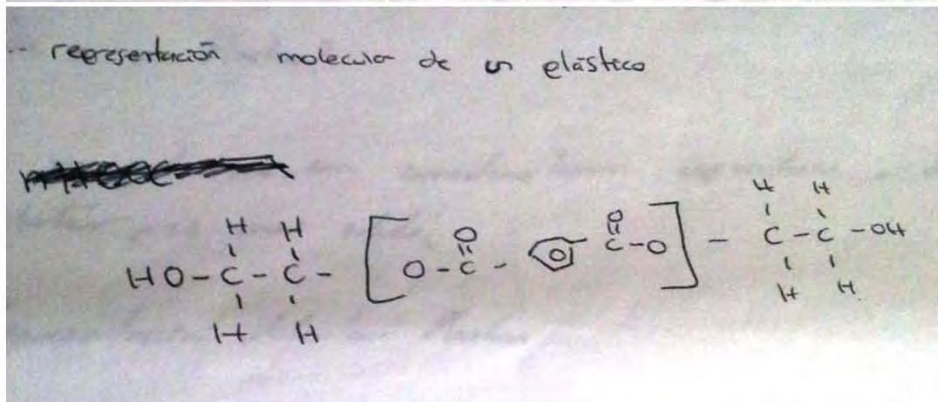 representación molecular de un elástico
H H O O H H
HO-C-C-[O-C-C-O]-C-C-OH
H H H H